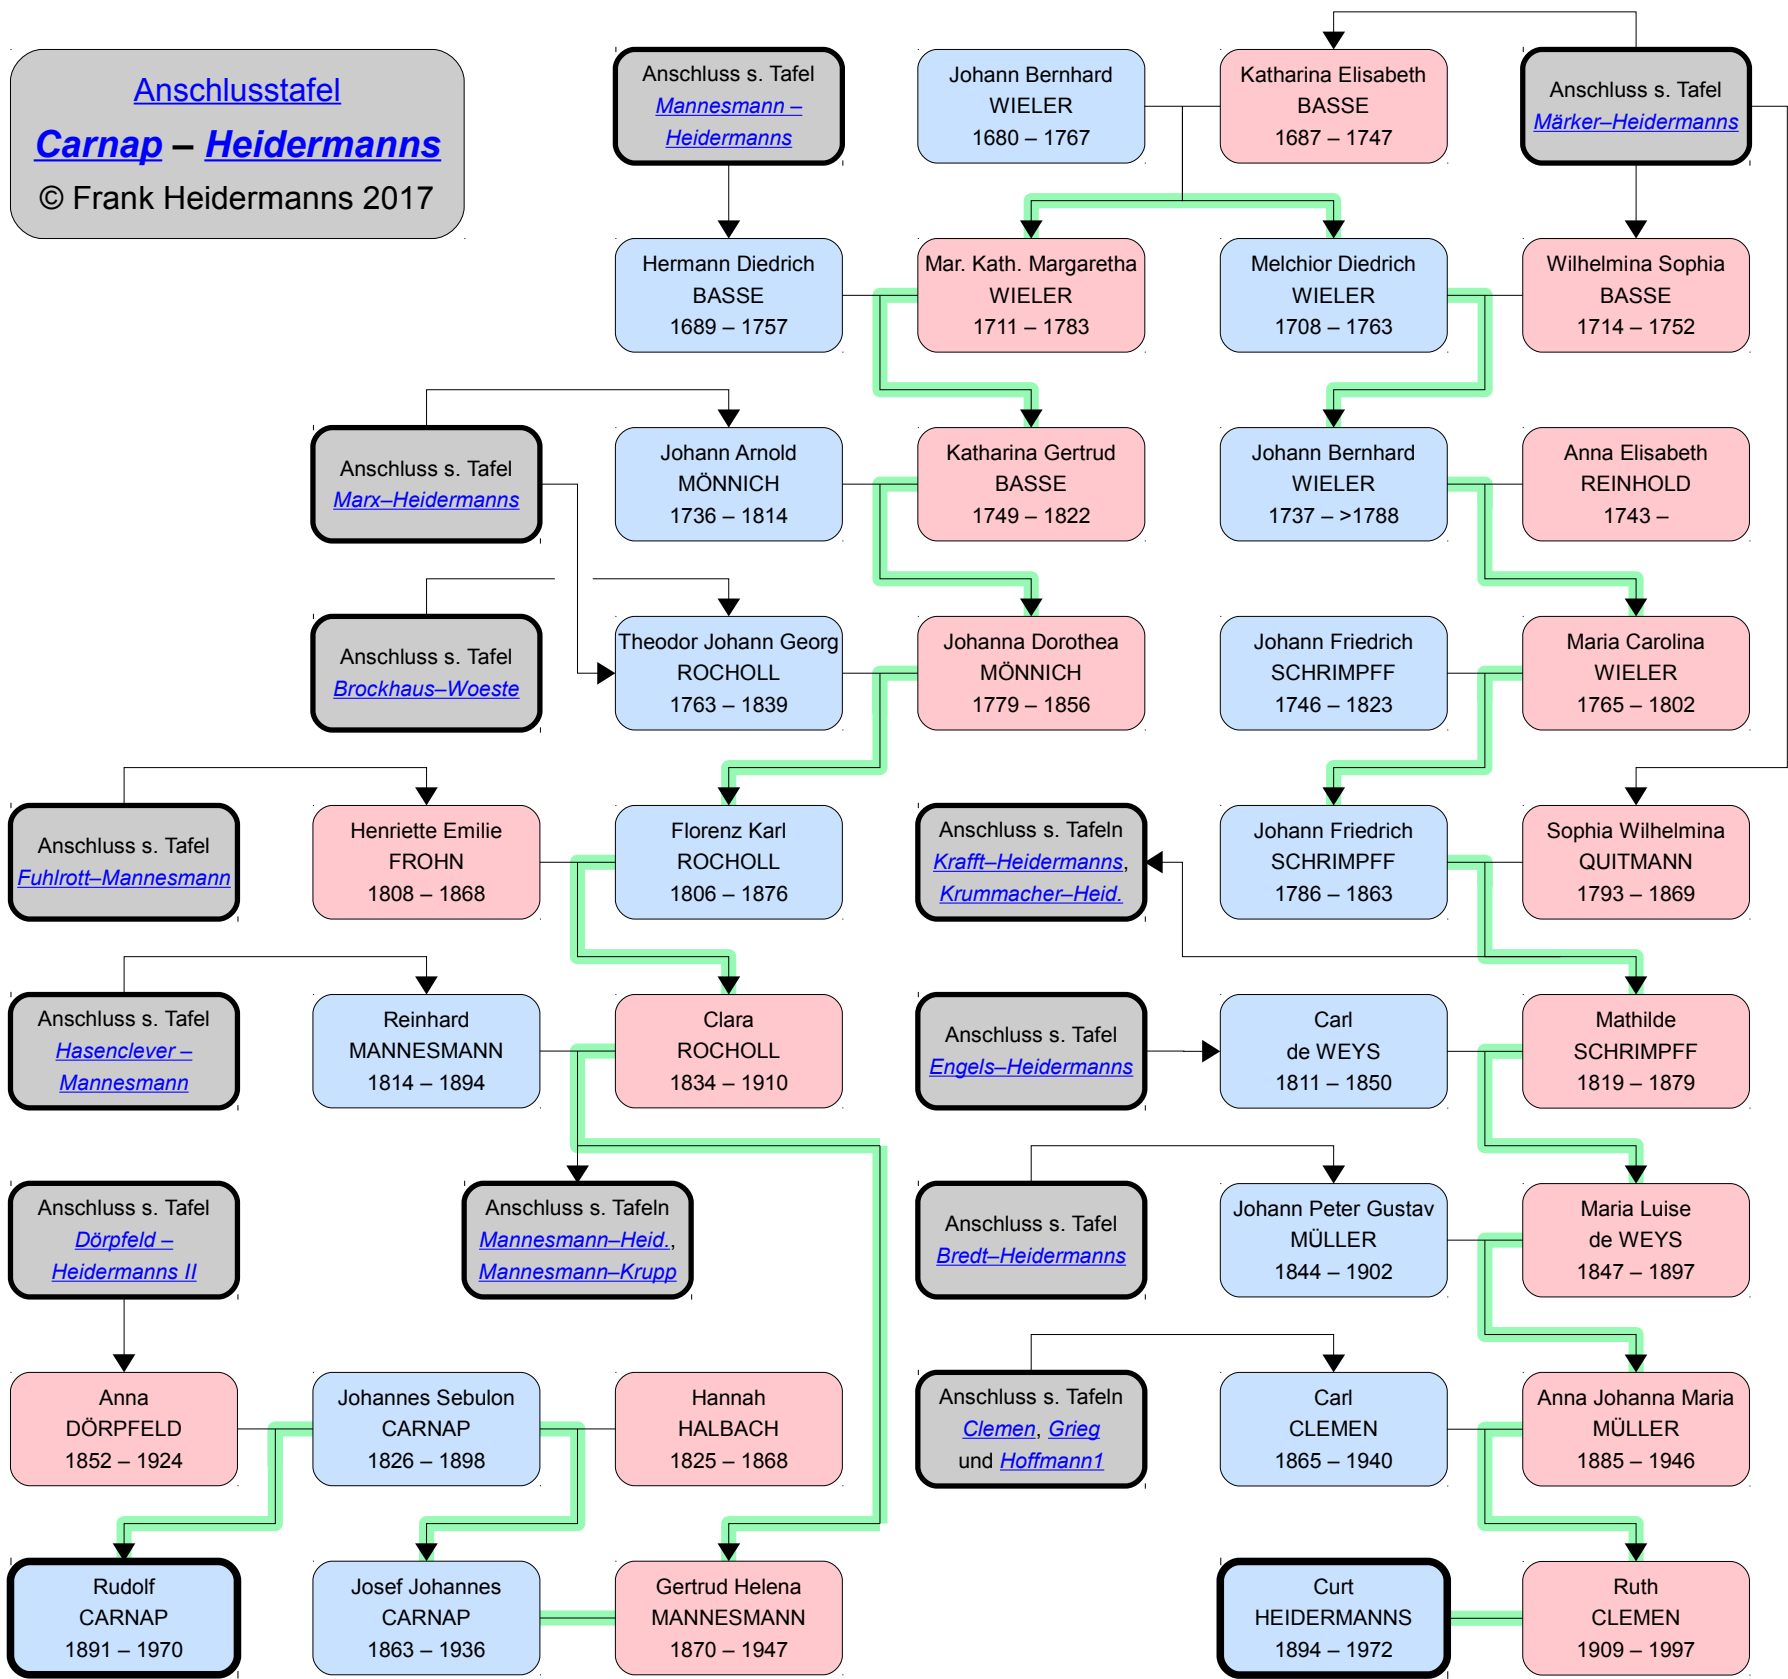 Anschlusstafel
Carnap – Heidermanns
© Frank Heidermanns 2017
Anschluss s. Tafel
Mannesmann –
Heidermanns
Johann Bernhard
WIELER
1680 – 1767
Katharina Elisabeth
BASSE
1687 – 1747
Anschluss s. Tafel
Märker–Heidermanns
Hermann Diedrich
BASSE
1689 – 1757
Mar. Kath. Margaretha
WIELER
1711 – 1783
Melchior Diedrich
WIELER
1708 – 1763
Wilhelmina Sophia
BASSE
1714 – 1752
Anschluss s. Tafel
Marx–Heidermanns
Johann Arnold
MÖNNICH
1736 – 1814
Katharina Gertrud
BASSE
1749 – 1822
Johann Bernhard
WIELER
1737 – >1788
Anna Elisabeth
REINHOLD
1743 –
Anschluss s. Tafel
Brockhaus–Woeste
Theodor Johann Georg
ROCHOLL
1763 – 1839
Johanna Dorothea
MÖNNICH
1779 – 1856
Johann Friedrich
SCHRIMPFF
1746 – 1823
Maria Carolina
WIELER
1765 – 1802
Anschluss s. Tafel
Fuhlrott–Mannesmann
Henriette Emilie
FROHN
1808 – 1868
Florenz Karl
ROCHOLL
1806 – 1876
Anschluss s. Tafeln
Krafft–Heidermanns,
Krummacher–Heid.
Johann Friedrich
SCHRIMPFF
1786 – 1863
Sophia Wilhelmina
QUITMANN
1793 – 1869
Anschluss s. Tafel
Hasenclever –
Mannesmann
Reinhard
MANNESMANN
1814 – 1894
Clara
ROCHOLL
1834 – 1910
Anschluss s. Tafel
Engels–Heidermanns
Carl
de WEYS
1811 – 1850
Mathilde
SCHRIMPFF
1819 – 1879
Anschluss s. Tafel
Dörpfeld –
Heidermanns II
Anschluss s. Tafeln
Mannesmann–Heid.,
Mannesmann–Krupp
Anschluss s. Tafel
Bredt–Heidermanns
Johann Peter Gustav
MÜLLER
1844 – 1902
Maria Luise
de WEYS
1847 – 1897
Anna
DÖRPFELD
1852 – 1924
Johannes Sebulon
CARNAP
1826 – 1898
Hannah
HALBACH
1825 – 1868
Anschluss s. Tafeln
Clemen, Grieg
und Hoffmann1
Carl
CLEMEN
1865 – 1940
Anna Johanna Maria
MÜLLER
1885 – 1946
Rudolf
CARNAP
1891 – 1970
Josef Johannes
CARNAP
1863 – 1936
Gertrud Helena
MANNESMANN
1870 – 1947
Curt
HEIDERMANNS
1894 – 1972
Ruth
CLEMEN
1909 – 1997